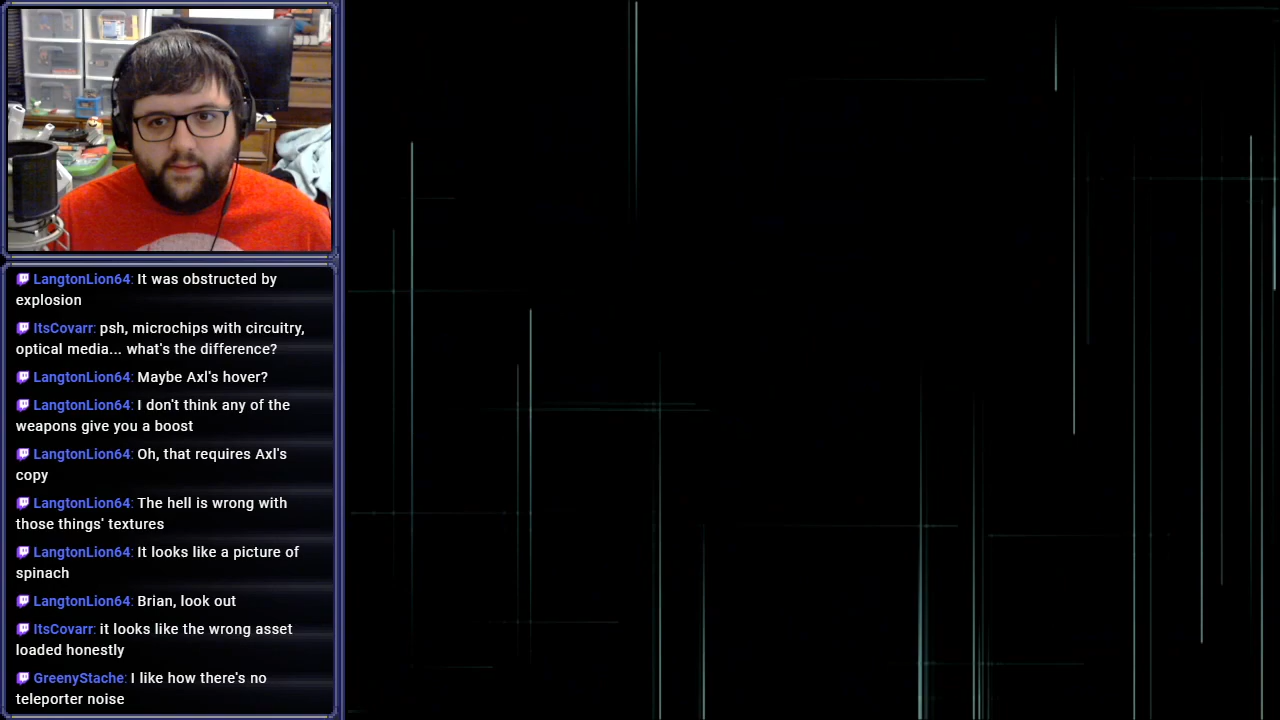 LangtonLion64: It was obstructed by
explosion
ItsCovarr: psh, microchips with circuitry,
optical media... what's the difference?
LangtonLion64: Maybe Axl's hover?
LangtonLion64: I don't think any of the
weapons give you a boost
LangtonLion64: Oh, that requires Axl's
copy
LangtonLion64: The hell is wrong with
those things' textures
LangtonLion64: It looks like a picture of
spinach
LangtonLion64: Brian, look out
ItsCovarr: it looks like the wrong asset
loaded honestly
GreenyStache: I like how there's no
teleporter noise